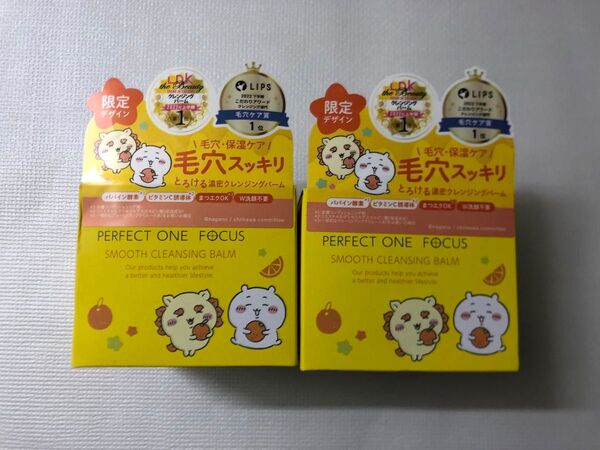 限定
デザイン
LDK
the Beauty
クレンジング
バーム
LIPS
2022下半期
こだわりアワード
クレンジング部門
毛穴ケア賞
1位
毛穴・保湿ケア
毛穴スッキリ
とろける濃密クレンジングバーム
パパイン酵素
ビタミンC誘導体
まつエクOK
W洗顔不要
©nagano / chiikawa committee
PERFECT ONE FOCUS
SMOOTH CLEANSING BALM
Our products help you achieve
a better and healthier lifestyle.
限定
デザイン
LDK
the Beauty
クレンジング
バーム
LIPS
2022下半期
こだわりアワード
クレンジング部門
毛穴ケア賞
1位
毛穴・保湿ケア
毛穴スッキリ
とろける濃密クレンジングバーム
パパイン酵素
ビタミンC誘導体
まつエクOK
W洗顔不要
©nagano / chiikawa committee
PERFECT ONE FOCUS
SMOOTH CLEANSING BALM
Our products help you achieve
a better and healthier lifestyle.